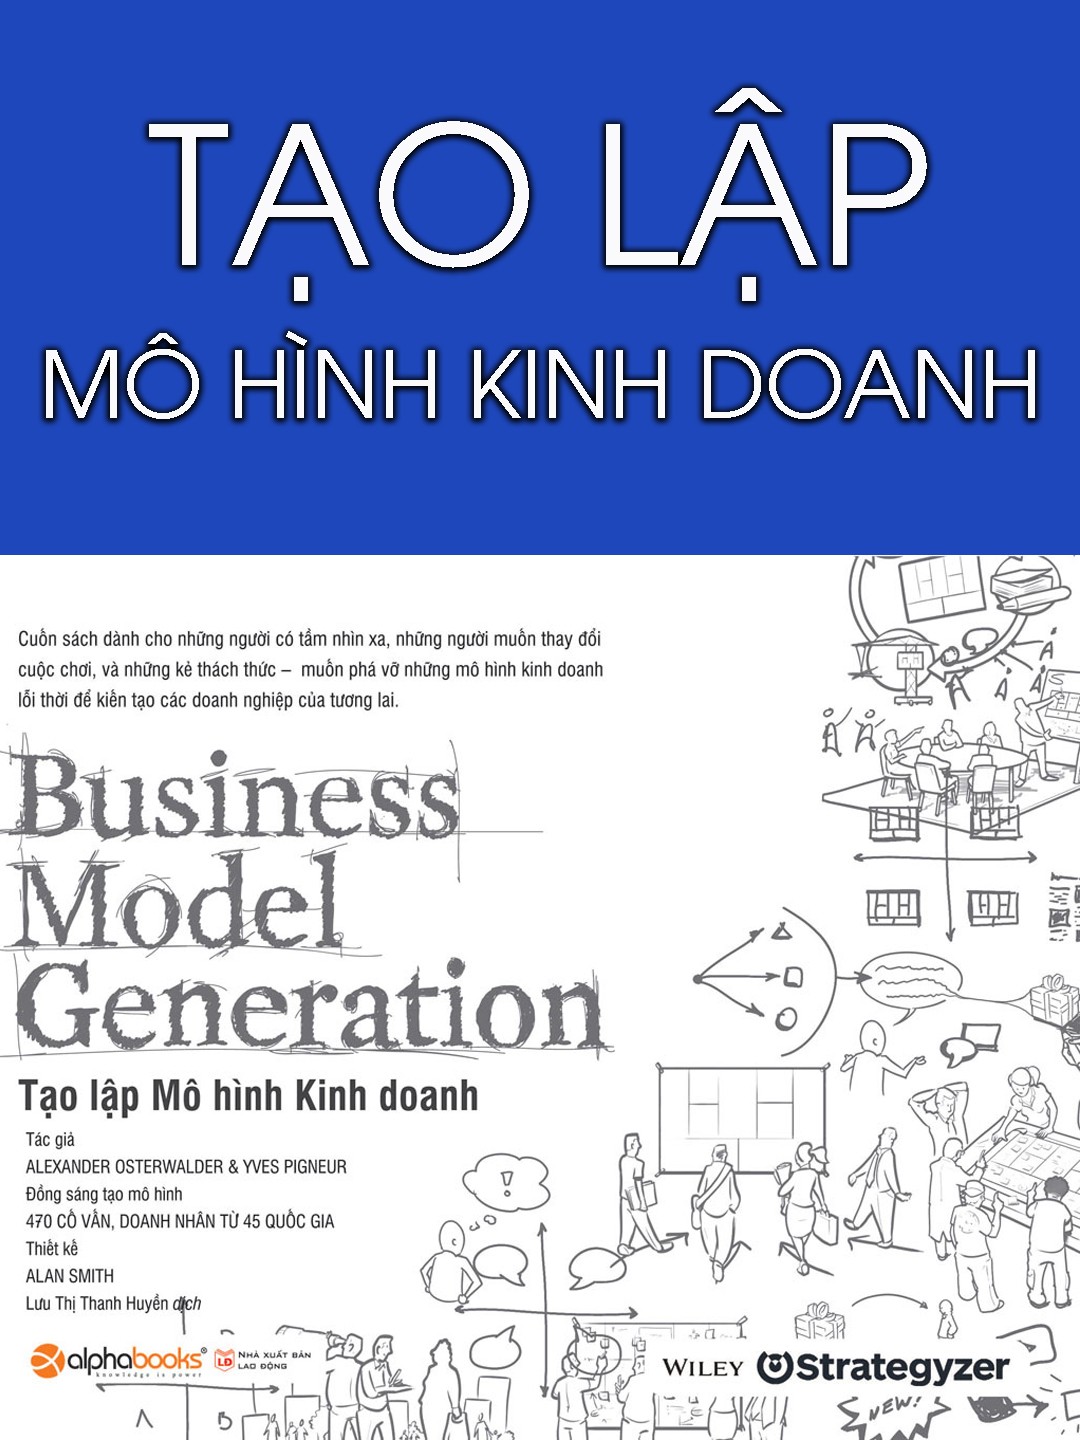 TẠO LẬP
MÔ HÌNH KINH DOANH
Cuốn sách dành cho những người có tầm nhìn xa, những người muốn thay đổi
cuộc chơi, và những kẻ thách thức – muốn phá vỡ những mô hình kinh doanh
lỗi thời để kiến tạo các doanh nghiệp của tương lai.
Business
Model
Generation
Tạo lập Mô hình Kinh doanh
Tác giả
ALEXANDER OSTERWALDER & YVES PIGNEUR
Đồng sáng tạo mô hình
470 CỐ VẤN, DOANH NHÂN TỪ 45 QUỐC GIA
Thiết kế
ALAN SMITH
Lưu Thị Thanh Huyền dịch
alphabooks®
knowledge is power
LĐ NHÀ XUẤT BẢN
LAO ĐỘNG
WILEY Strategyzer
B
NEW!